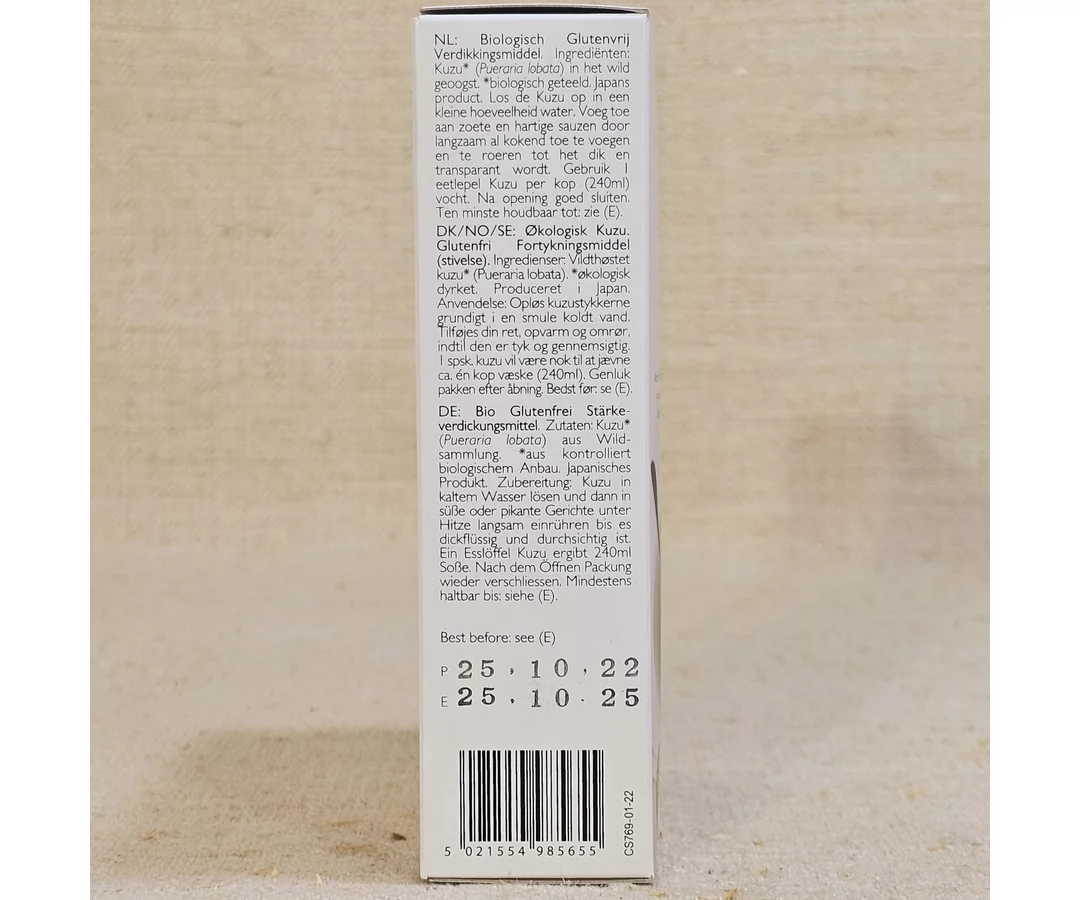 NL: Biologisch Glutenvrij
Verdikkingsmiddel. Ingrediënten:
Kuzu* (Pueraria lobata) in het wild
geoogst. *biologisch geteeld. Japans
product. Los de Kuzu op in een
kleine hoeveelheid water. Voeg toe
aan zoete en hartige sauzen door
langzaam al kokend toe te voegen
en te roeren tot het dik en
transparant wordt. Gebruik 1
eetlepel Kuzu per kop (240ml)
vocht. Na opening goed sluiten.
Ten minste houdbaar tot: zie (E).
DK/NO/SE: Økologisk Kuzu.
Glutenfri Fortykningsmiddel
(stivelse). Ingredienser: Vildthøstet
kuzu* (Pueraria lobata). *økologisk
dyrket. Produceret i Japan.
Anvendelse: Opløs kuzustykkerne
grundigt i en smule koldt vand.
Tilføjes din ret, opvarm og omrør,
indtil den er tyk og gennemsigtig.
1 spsk. kuzu vil være nok til at jævne
ca. én kop væske (240ml). Genluk
pakken efter åbning. Bedst før: se (E).
DE: Bio Glutenfrei Stärke-
verdickungsmittel. Zutaten: Kuzu*
(Pueraria lobata) aus Wild-
sammlung. *aus kontrolliert
biologischem Anbau. Japanisches
Produkt. Zubereitung: Kuzu in
kaltem Wasser lösen und dann in
süße oder pikante Gerichte unter
Hitze langsam einrühren bis es
dickflüssig und durchsichtig ist.
Ein Esslöffel Kuzu ergibt 240ml
Soße. Nach dem Öffnen Packung
wieder verschliessen. Mindestens
haltbar bis: siehe (E).
Best before: see (E)
P 25 . 10 . 22
E 25 . 10 . 25
5 021554 985655
CS769-01-22